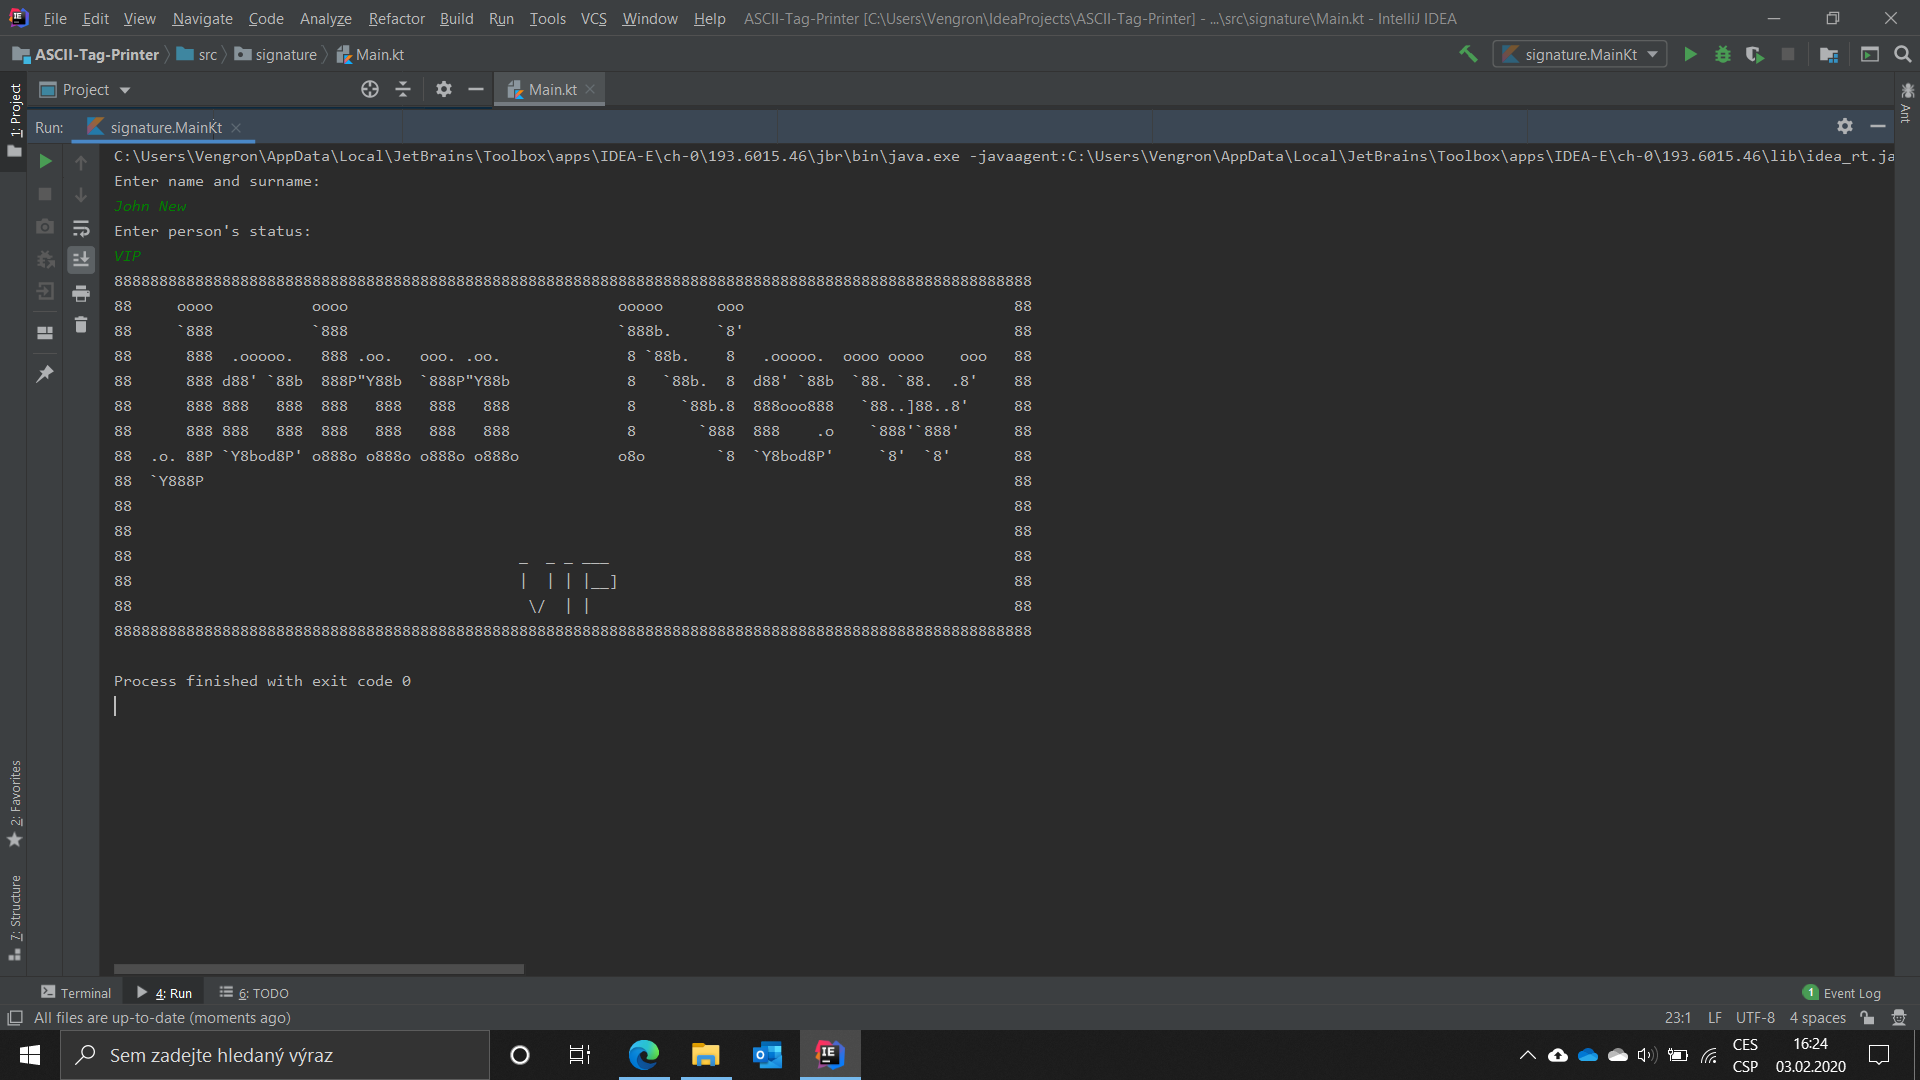 File Edit View Navigate Code Analyze Refactor Build Run Tools VCS Window Help ASCII-Tag-Printer [C:\Users\Vengron\IdeaProjects\ASCII-Tag-Printer] - ...\src\signature\Main.kt - IntelliJ IDEA
ASCII-Tag-Printer src signature Main.kt signature.MainKt
1: Project
Project Main.kt
Ant
Run: signature.MainKt
C:\Users\Vengron\AppData\Local\JetBrains\Toolbox\apps\IDEA-E\ch-0\193.6015.46\jbr\bin\java.exe -javaagent:C:\Users\Vengron\AppData\Local\JetBrains\Toolbox\apps\IDEA-E\ch-0\193.6015.46\lib\idea_rt.ja
Enter name and surname:
John New
Enter person's status:
VIP
888888888888888888888888888888888888888888888888888888888888888888888888888888888888888888888888888888
88     oooo           oooo                              ooooo      ooo                              88
88     `888           `888                              `888b.     `8'                              88
88      888  .ooooo.   888 .oo.   ooo. .oo.              8 `88b.    8   .ooooo.  oooo oooo    ooo   88
88      888 d88' `88b  888P"Y88b  `888P"Y88b             8   `88b.  8  d88' `88b  `88. `88.  .8'    88
88      888 888   888  888   888   888   888             8     `88b.8  888ooo888   `88..]88..8'     88
88      888 888   888  888   888   888   888             8       `888  888    .o    `888'`888'      88
88  .o. 88P `Y8bod8P' o888o o888o o888o o888o           o8o        `8  `Y8bod8P'     `8'  `8'       88
88  `Y888P                                                                                          88
88                                                                                                  88
88                                                                                                  88
88                                           _  _ _ ___                                             88
88                                           |  | | |__]                                            88
88                                            \/  | |                                               88
888888888888888888888888888888888888888888888888888888888888888888888888888888888888888888888888888888
Process finished with exit code 0
2: Favorites
7: Structure
Terminal 4: Run 6: TODO 1 Event Log
All files are up-to-date (moments ago) 23:1 LF UTF-8 4 spaces
Sem zadejte hledaný výraz
CES 16:24
CSP 03.02.2020